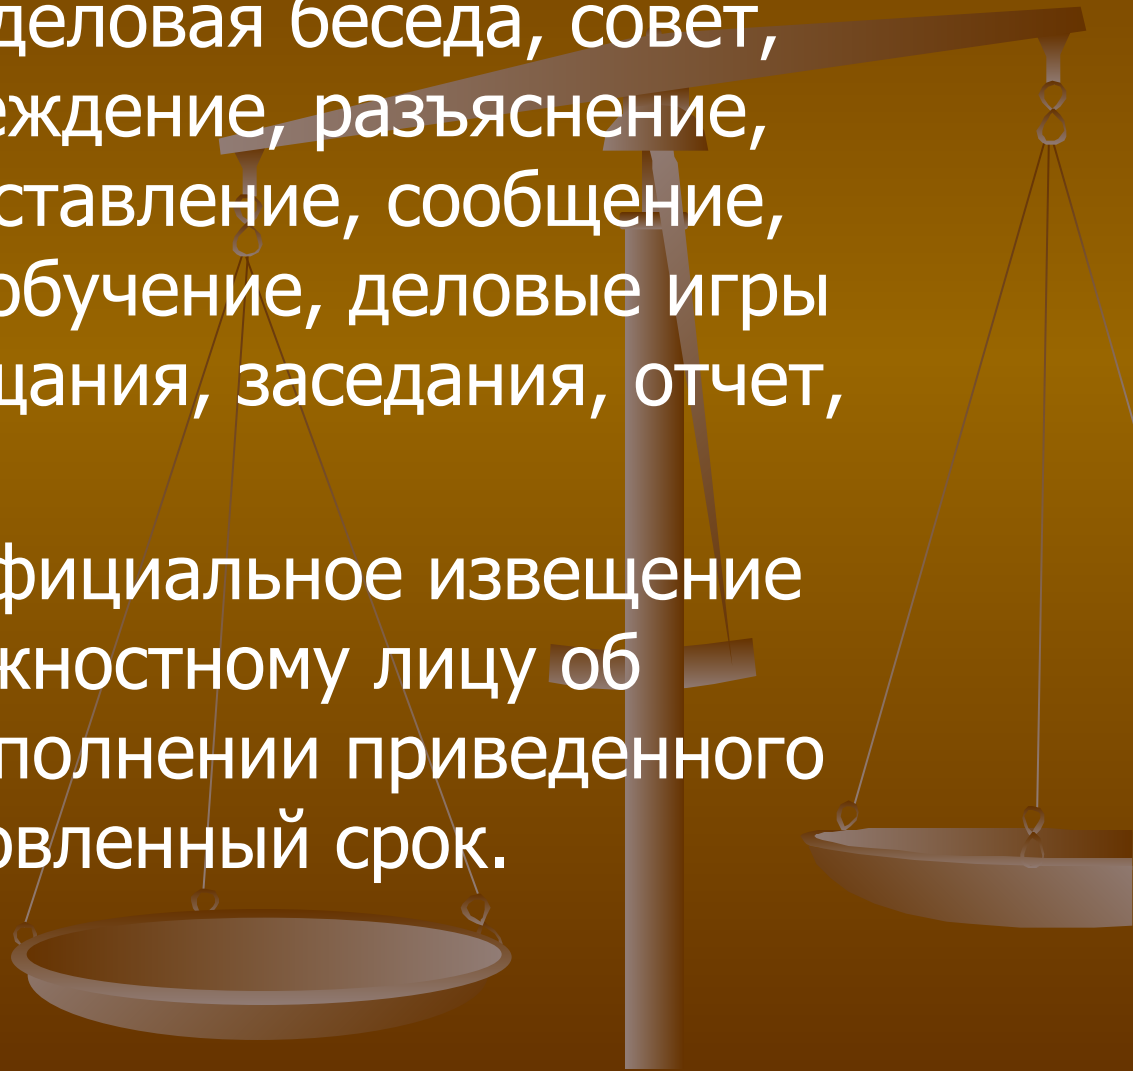 деловая беседа, совет,
еждение, разъяснение,
ставление, сообщение,
обучение, деловые игры
щания, заседания, отчет,
фициальное извещение
жностному лицу об
полнении приведенного
овленный срок.